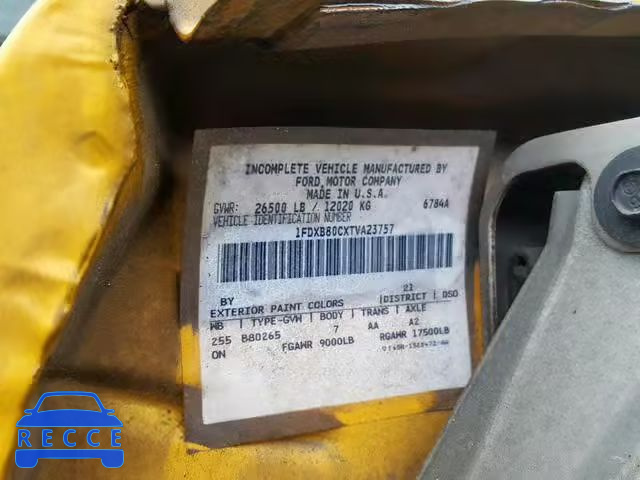 INCOMPLETE VEHICLE MANUFACTURED BY
FORD MOTOR COMPANY
MADE IN U.S.A.
GVWR: 26500 LB / 12020 KG 6784A
VEHICLE IDENTIFICATION NUMBER
1FDXB80CXTVA23757
BY 21
EXTERIOR PAINT COLORS |DISTRICT | DSO
WB | TYPE-GVW | BODY | TRANS | AXLE
255 B80265 7 AA A2
ON FGAWR 9000LB RGAWR 17500LB
RECCE